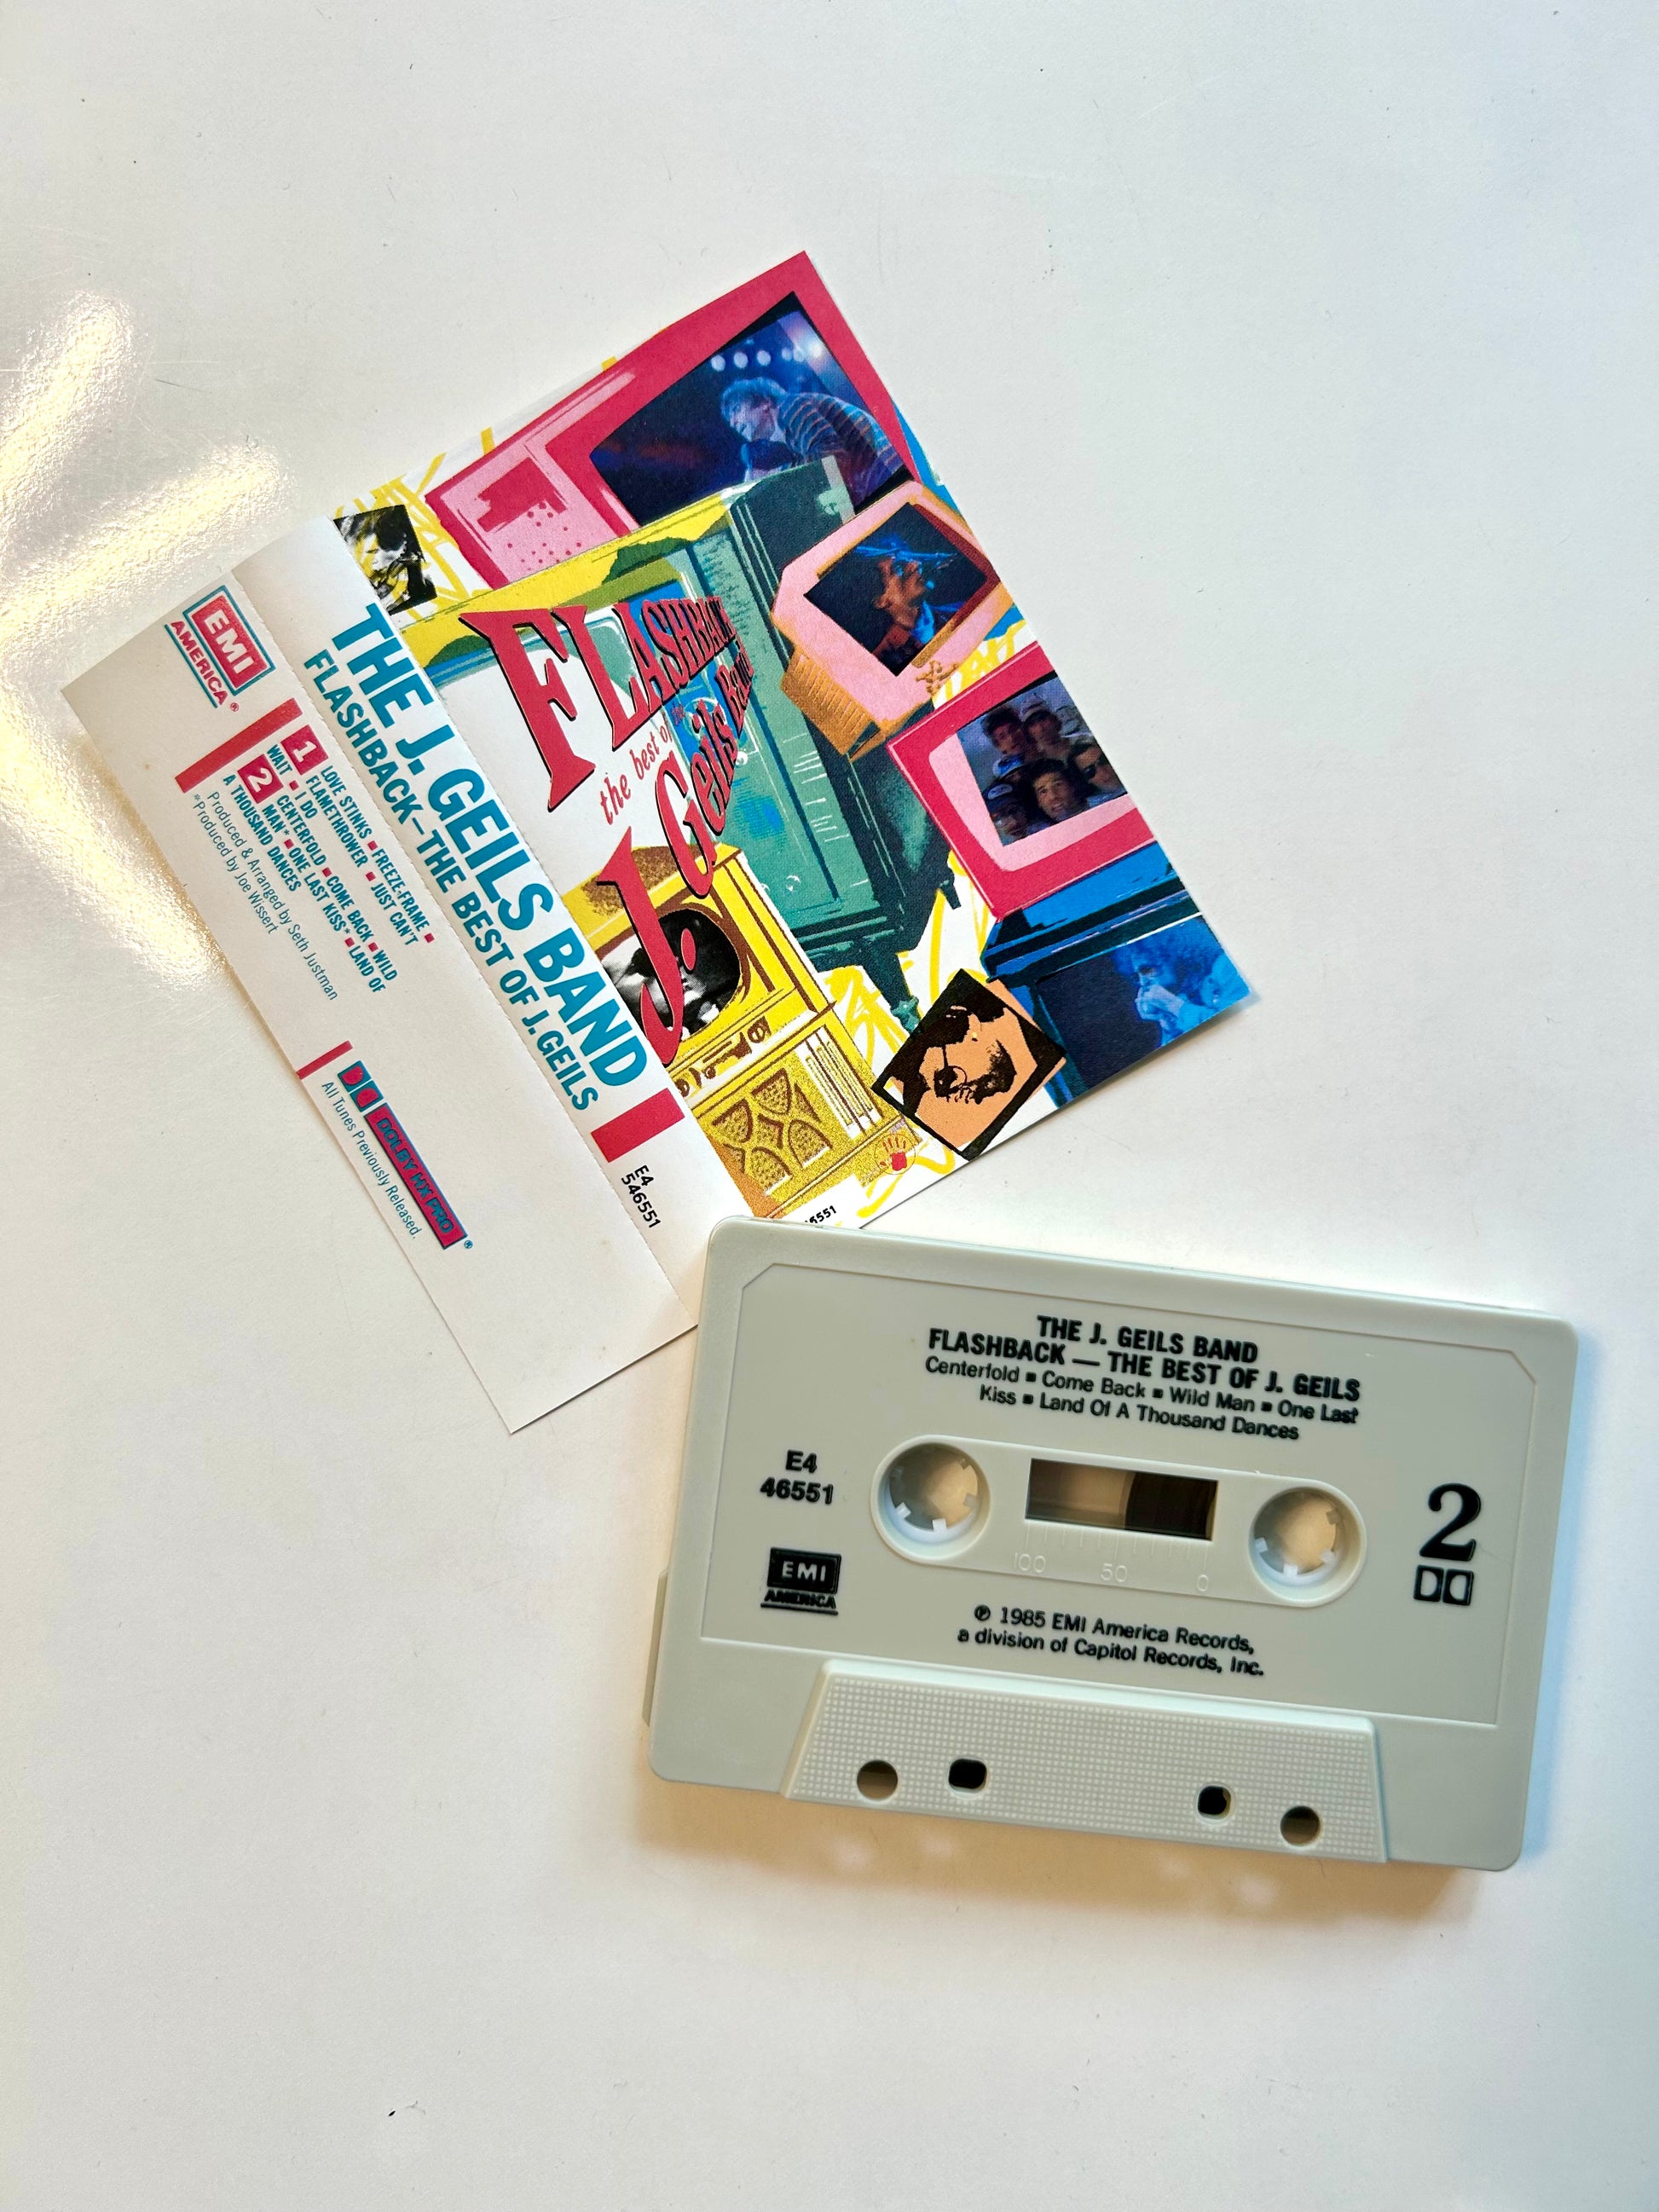 EMI
AMERICA®
1
LOVE STINKS ▪ FREEZE-FRAME ▪
FLAMETHROWER ▪ JUST CAN'T
WAIT ▪ I DO
2
CENTERFOLD ▪ COME BACK ▪ WILD
MAN* ▪ ONE LAST KISS* ▪ LAND OF
A THOUSAND DANCES
Produced & Arranged by Seth Justman
*Produced by Joe Wissert
DOLBY HX PRO®
All Tunes Previously Released.
THE J. GEILS BAND
FLASHBACK–THE BEST OF J. GEILS
E4
546551
FLASHBACK
the best of the
J. Geils Band
THE J. GEILS BAND
FLASHBACK — THE BEST OF J. GEILS
Centerfold ▪ Come Back ▪ Wild Man ▪ One Last
Kiss ▪ Land Of A Thousand Dances
E4
46551
2
100 50 0
EMI
AMERICA
℗ 1985 EMI America Records,
a division of Capitol Records, Inc.